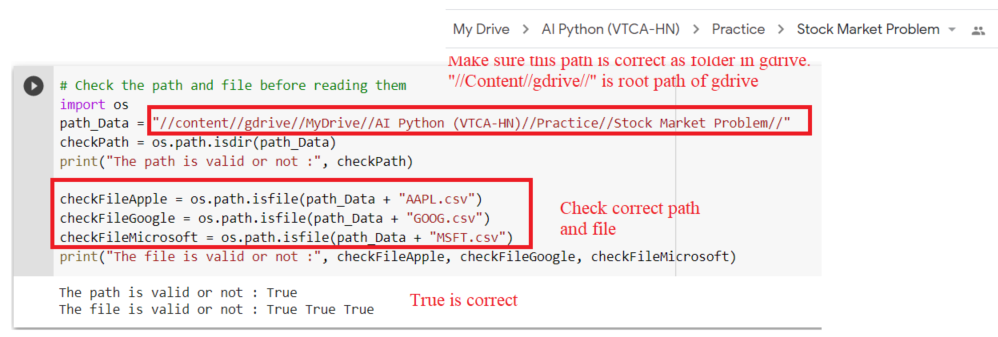 My Drive > AI Python (VTCA-HN) > Practice > Stock Market Problem
Make sure this path is correct as folder in gdrive.
"//Content//gdrive//" is root path of gdrive
# Check the path and file before reading them
import os
path_Data = "//content//gdrive//MyDrive//AI Python (VTCA-HN)//Practice//Stock Market Problem//"
checkPath = os.path.isdir(path_Data)
print("The path is valid or not :", checkPath)
checkFileApple = os.path.isfile(path_Data + "AAPL.csv")
checkFileGoogle = os.path.isfile(path_Data + "GOOG.csv")
checkFileMicrosoft = os.path.isfile(path_Data + "MSFT.csv")
print("The file is valid or not :", checkFileApple, checkFileGoogle, checkFileMicrosoft)
Check correct path
and file
The path is valid or not : True
The file is valid or not : True True True
True is correct